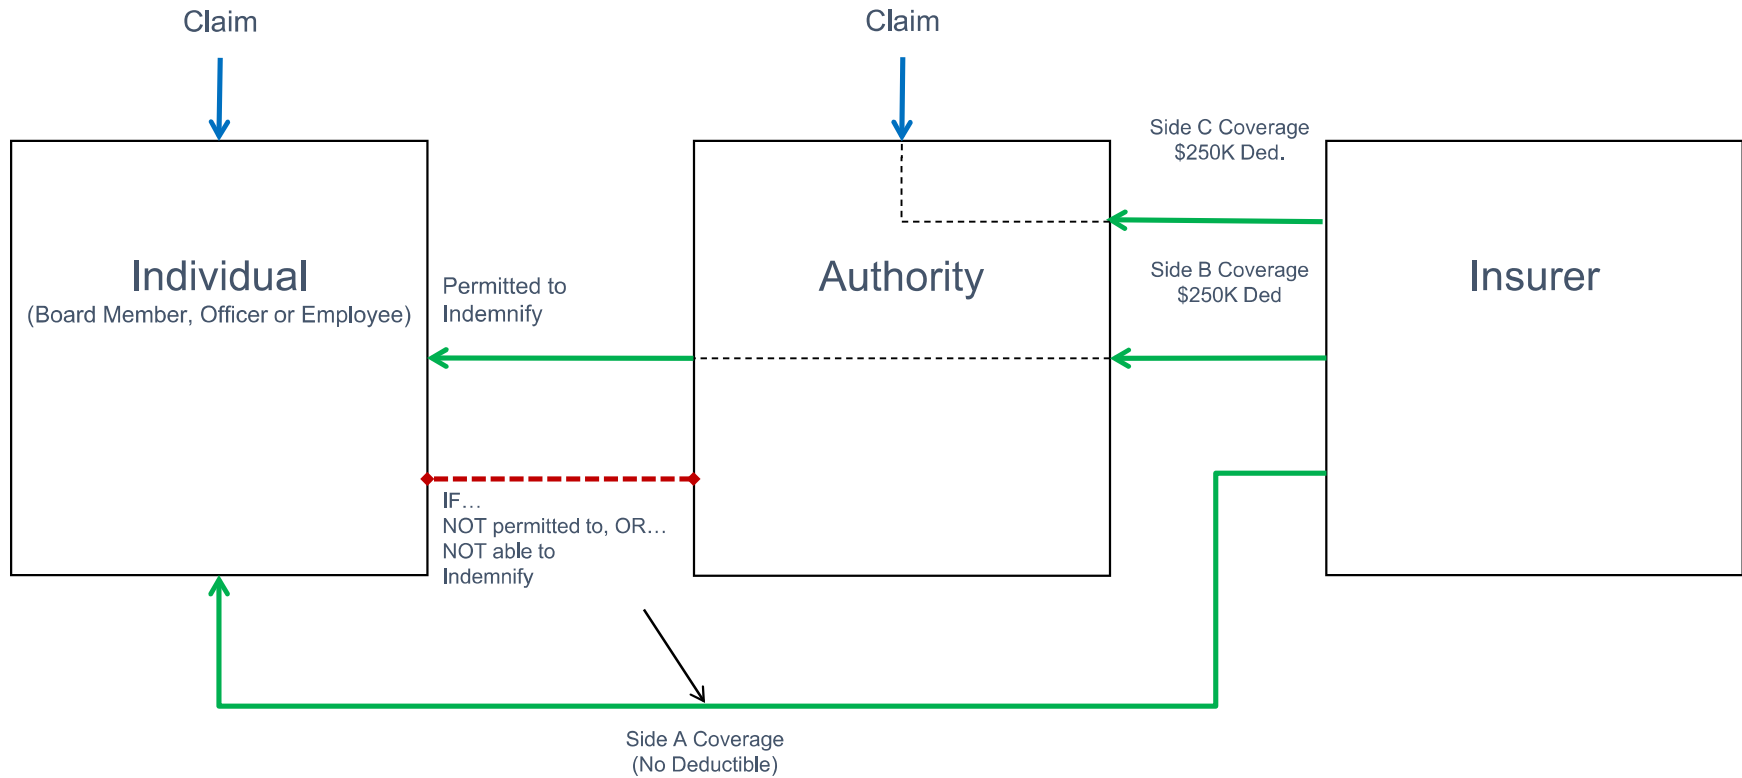 Claim
Claim
Side C Coverage
$250K Ded.
Individual
(Board Member, Officer or Employee)
Permitted to
Indemnify
Authority
Side B Coverage
$250K Ded
Insurer
IF…
NOT permitted to, OR…
NOT able to
Indemnify
Side A Coverage
(No Deductible)